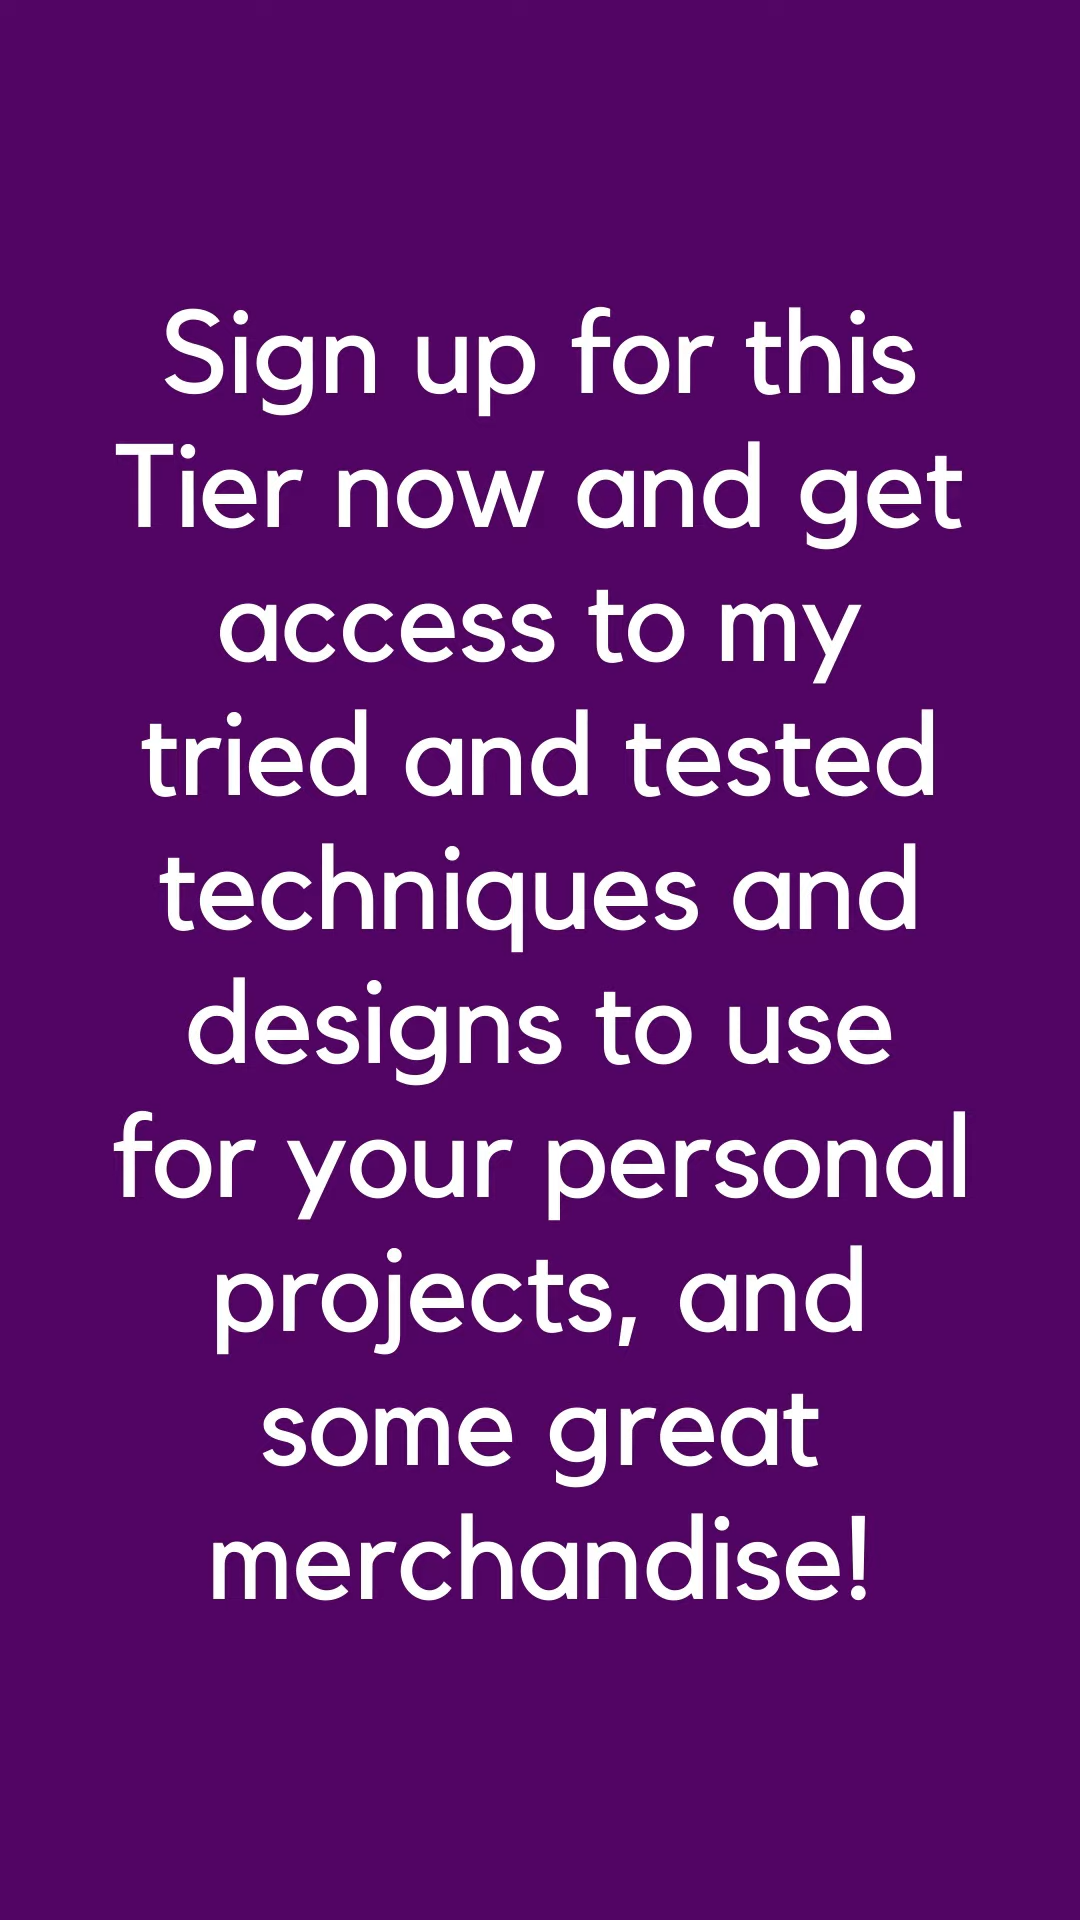 Sign up for this
Tier now and get
access to my
tried and tested
techniques and
designs to use
for your personal
projects, and
some great
merchandise!